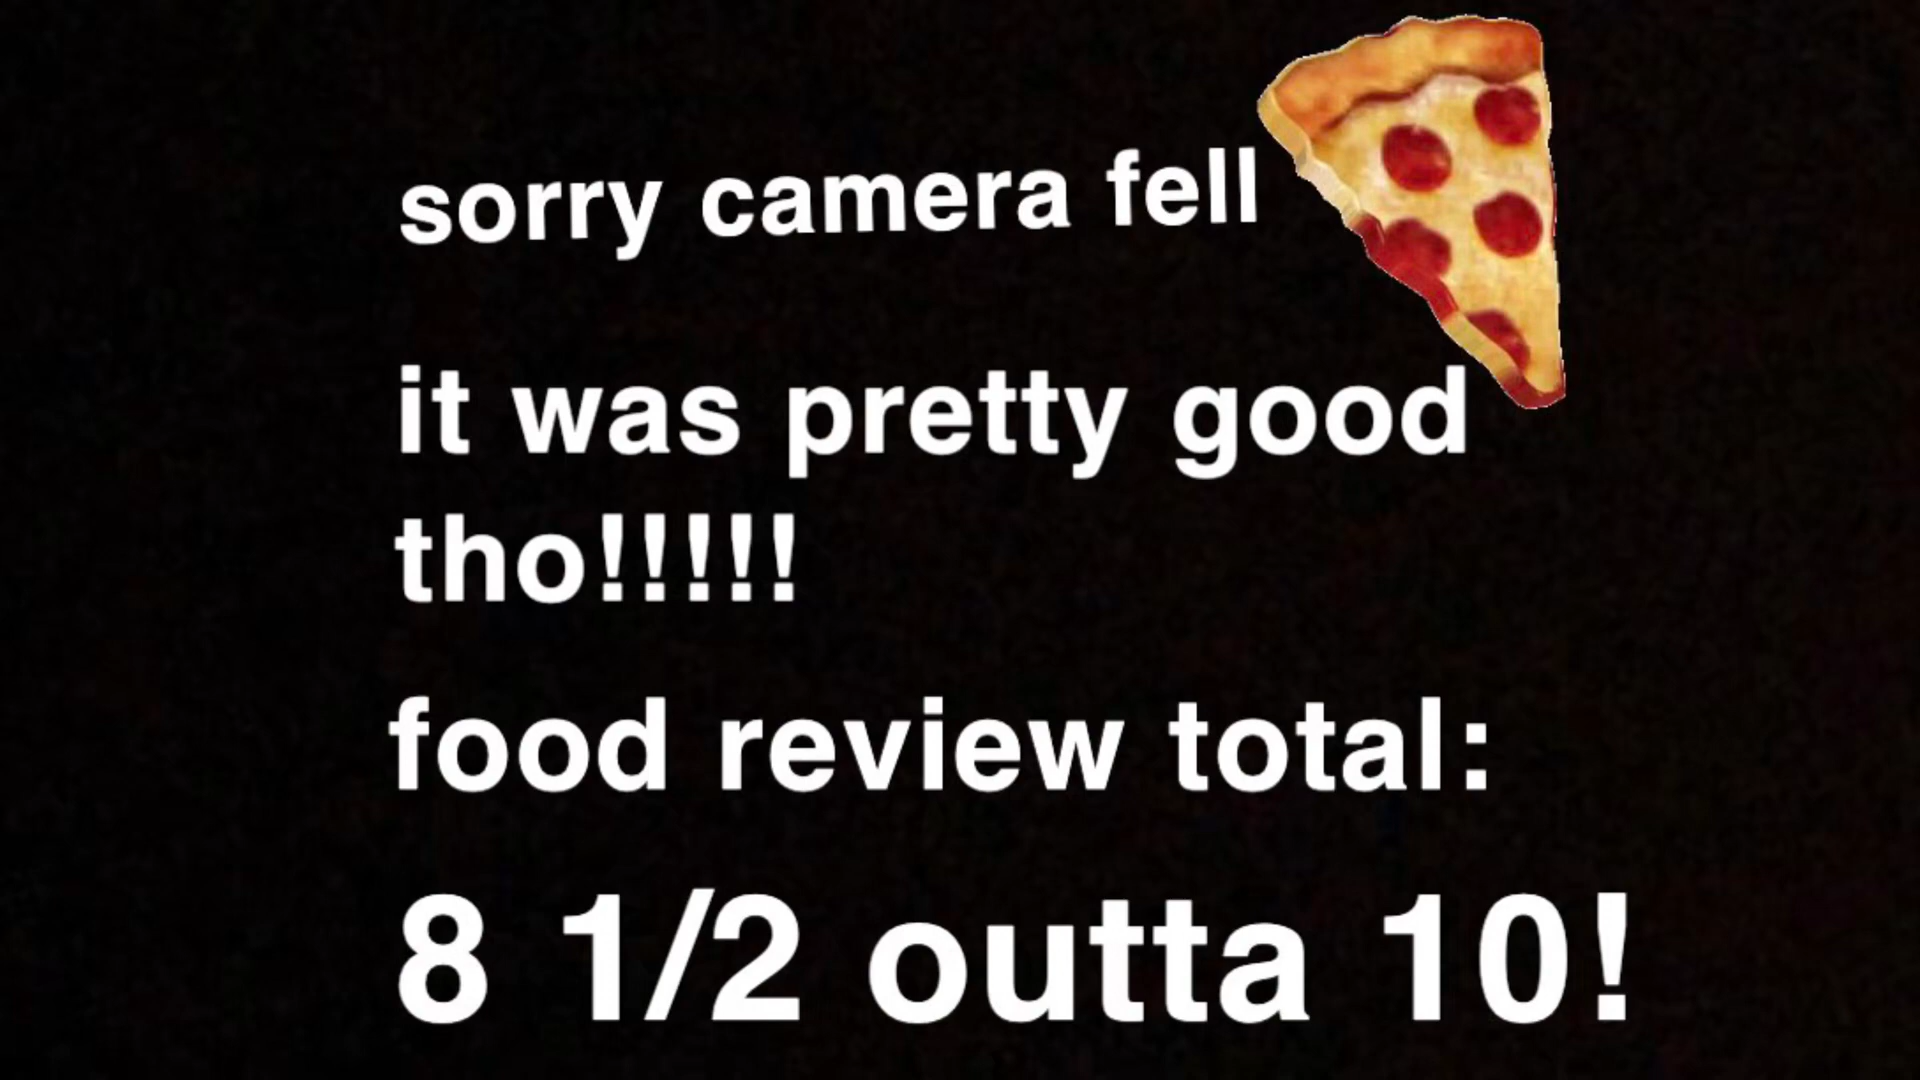 sorry camera fell
it was pretty good
tho!!!!!
food review total:
8 1/2 outta 10!